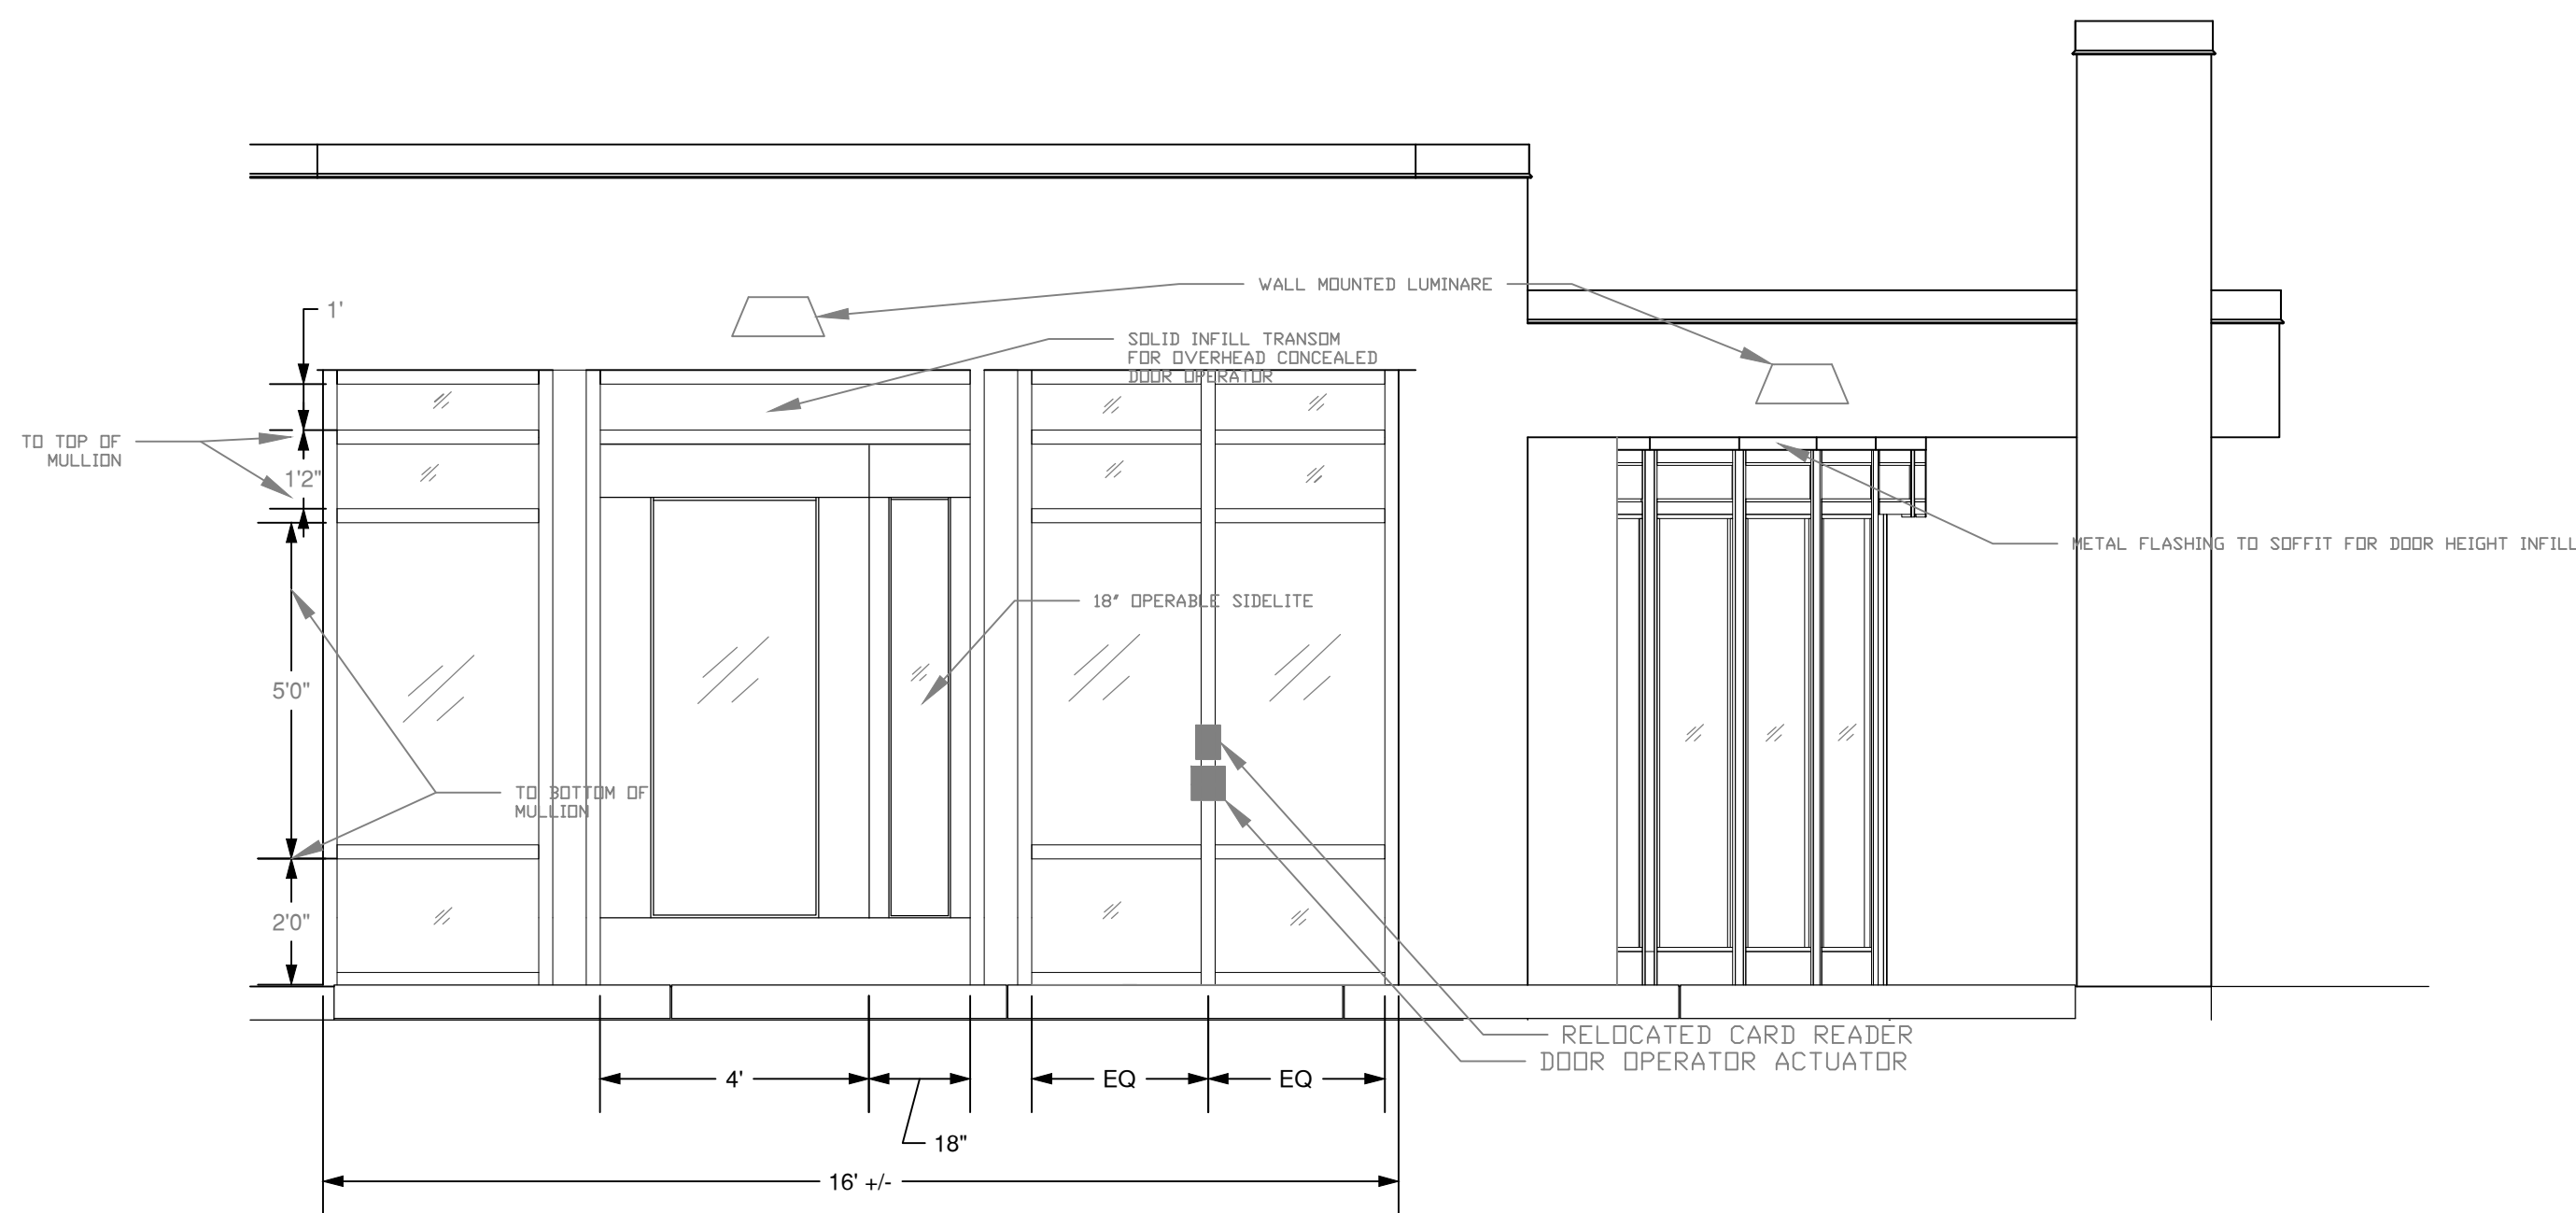 WALL MOUNTED LUMINARE
1'
SOLID INFILL TRANSOM
FOR OVERHEAD CONCEALED
DOOR OPERATOR
TO TOP OF
MULLION
1'2"
METAL FLASHING TO SOFFIT FOR DOOR HEIGHT INFILL
18" OPERABLE SIDELITE
5'0"
TO BOTTOM OF
MULLION
2'0"
RELOCATED CARD READER
DOOR OPERATOR ACTUATOR
4'
EQ
EQ
18"
16' +/-